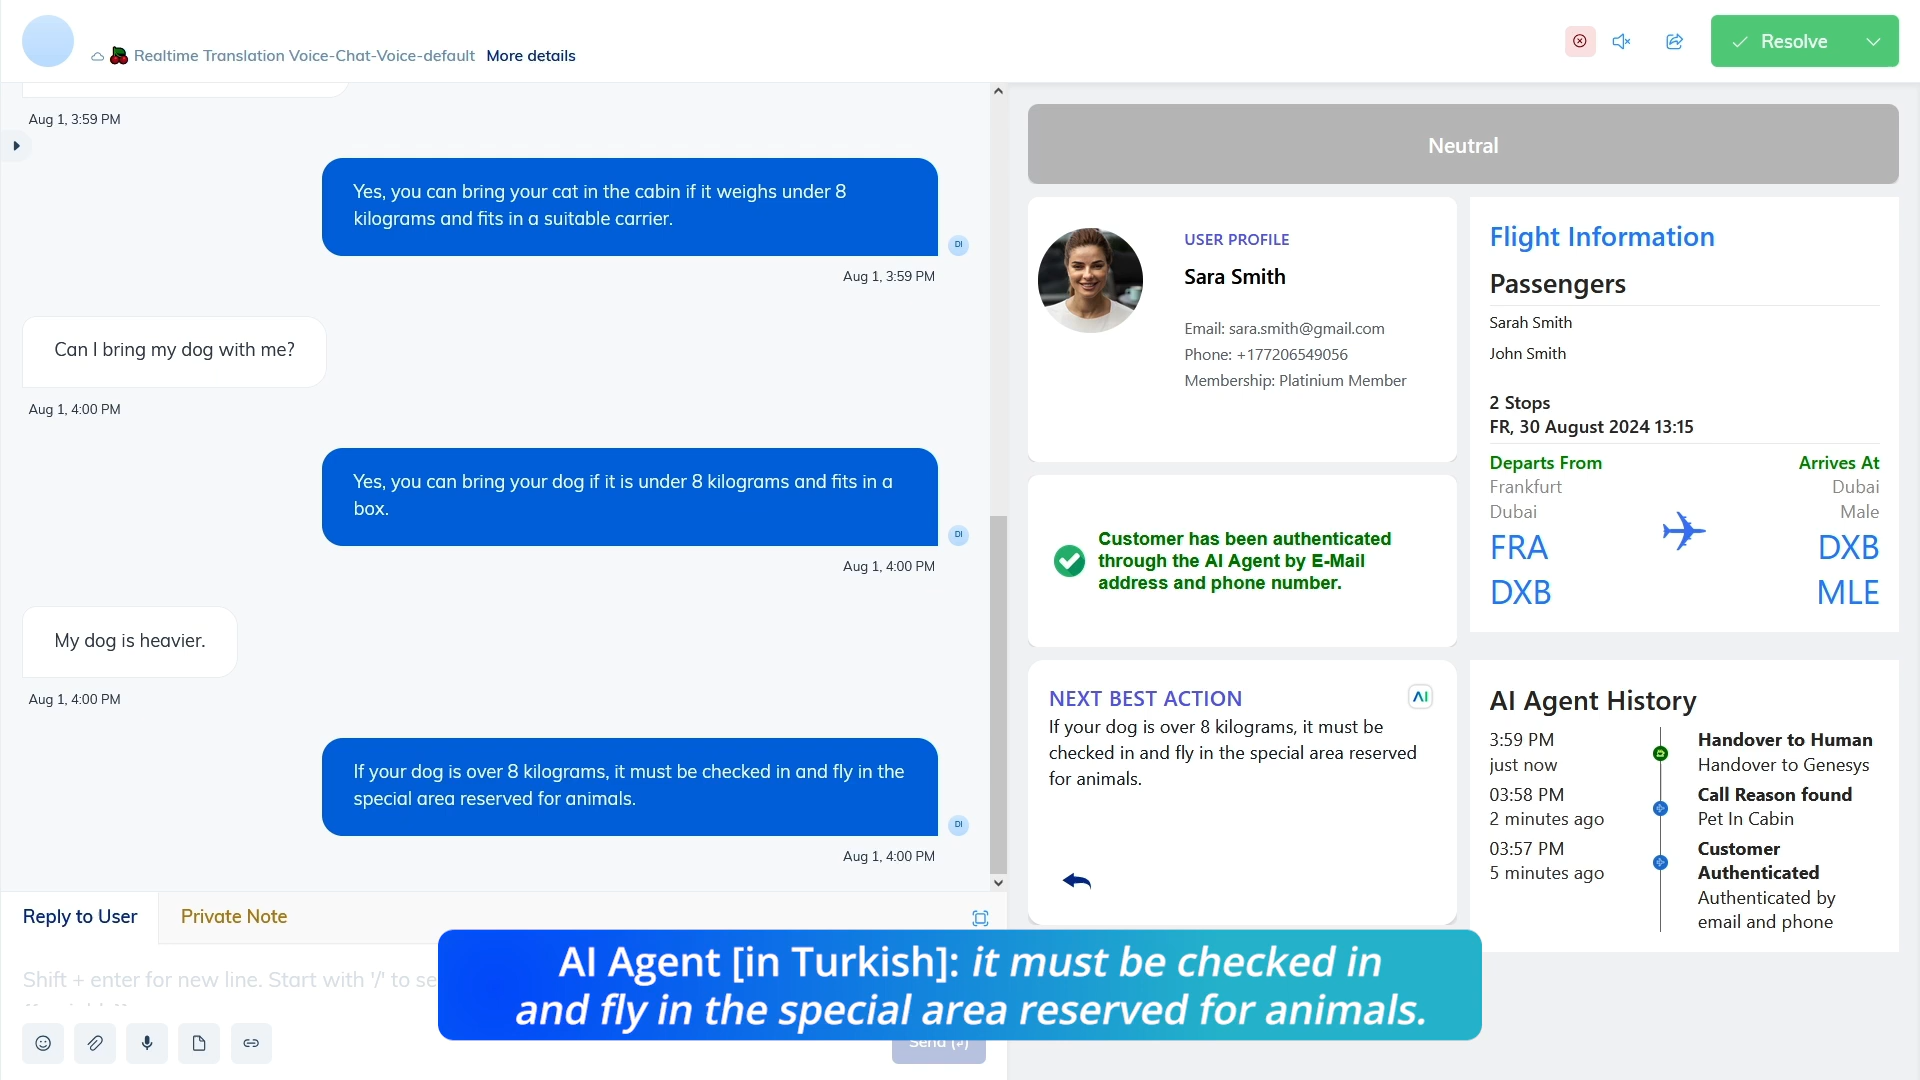 Realtime Translation Voice-Chat-Voice-default More details
Resolve
Aug 1, 3:59 PM
Yes, you can bring your cat in the cabin if it weighs under 8
kilograms and fits in a suitable carrier.
DI
Aug 1, 3:59 PM
Can I bring my dog with me?
Aug 1, 4:00 PM
Yes, you can bring your dog if it is under 8 kilograms and fits in a
box.
DI
Aug 1, 4:00 PM
My dog is heavier.
Aug 1, 4:00 PM
If your dog is over 8 kilograms, it must be checked in and fly in the
special area reserved for animals.
DI
Aug 1, 4:00 PM
Reply to User Private Note
Shift + enter for new line. Start with '/' to se
Send (↵)
Neutral
USER PROFILE
Sara Smith
Email: sara.smith@gmail.com
Phone: +177206549056
Membership: Platinium Member
Customer has been authenticated
through the AI Agent by E-Mail
address and phone number.
NEXT BEST ACTION
AI
If your dog is over 8 kilograms, it must be
checked in and fly in the special area reserved
for animals.
Flight Information
Passengers
Sarah Smith
John Smith
2 Stops
FR, 30 August 2024 13:15
Departs From Arrives At
Frankfurt Dubai
Dubai Male
FRA DXB
DXB MLE
AI Agent History
3:59 PM Handover to Human
just now Handover to Genesys
03:58 PM Call Reason found
2 minutes ago Pet In Cabin
03:57 PM Customer
5 minutes ago Authenticated
Authenticated by
email and phone
AI Agent [in Turkish]: it must be checked in
and fly in the special area reserved for animals.